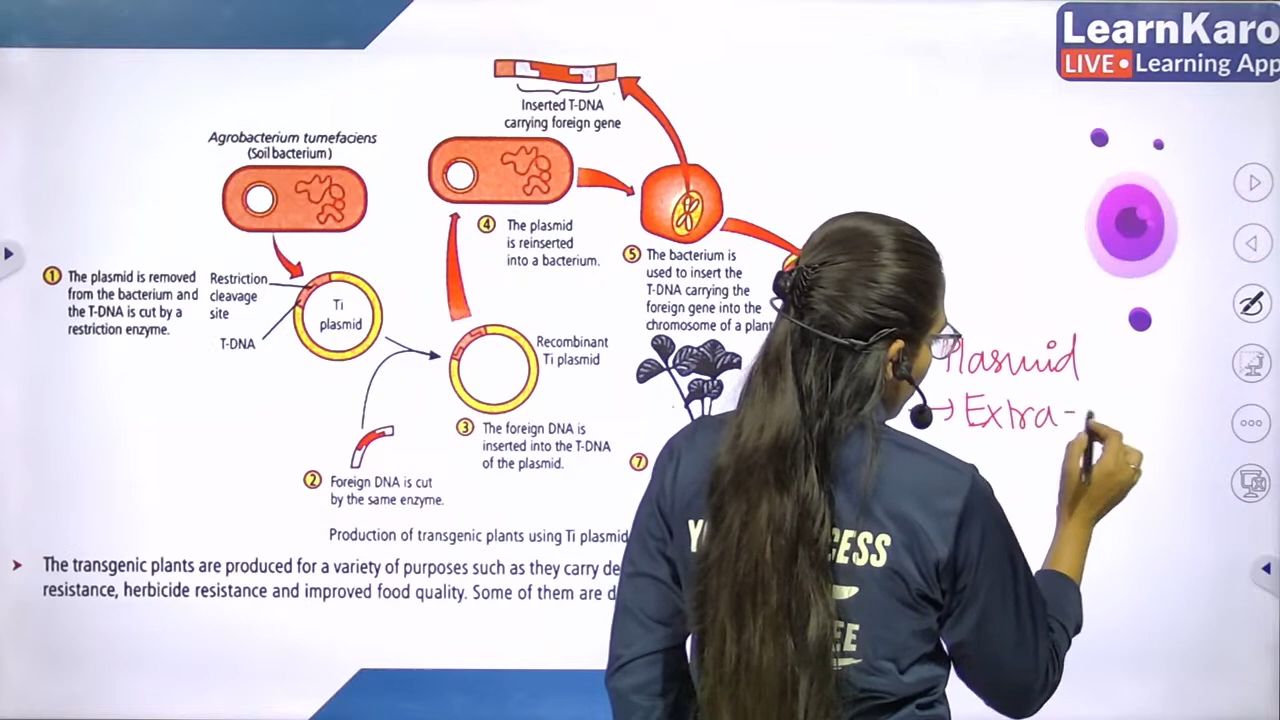 LearnKaro
LIVE • Learning App
Inserted T-DNA
carrying foreign gene
Agrobacterium tumefaciens
(Soil bacterium)
④ The plasmid
is reinserted
into a bacterium.
⑤ The bacterium is
used to insert the
T-DNA carrying the
foreign gene into the
chromosome of a plant
① The plasmid is removed
from the bacterium and
the T-DNA is cut by a
restriction enzyme.
Restriction
cleavage
site
T-DNA
Ti
plasmid
Recombinant
Ti plasmid
Plasmid
→ Extra-
③ The foreign DNA is
inserted into the T-DNA
of the plasmid.
⑦
② Foreign DNA is cut
by the same enzyme.
Production of transgenic plants using Ti plasmid
➤ The transgenic plants are produced for a variety of purposes such as they carry
resistance, herbicide resistance and improved food quality. Some of them are